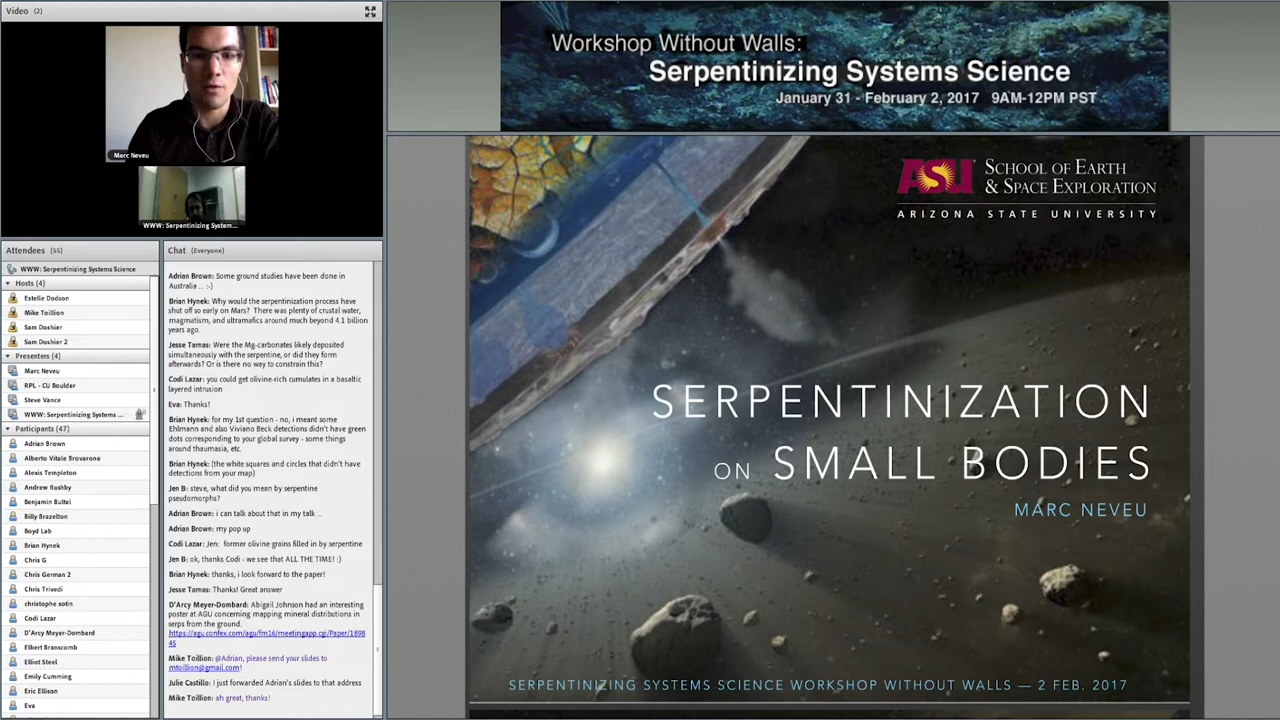 Video (2)
Marc Neveu
WWW: Serpentizing System...
Attendees (55)
WWW: Serpentizing Systems Science
Hosts (4)
Estelle Dodson
Mike Toillion
Sam Doshier
Sam Doshier 2
Presenters (4)
Marc Neveu
RPL - CU Boulder
Steve Vance
WWW: Serpentizing Systems ...
Participants (47)
Adrian Brown
Alberto Vitale Brovarone
Alexis Templeton
Andrew Rushby
Benjamin Bultel
Billy Brazelton
Boyd Lab
Brian Hynek
Chris G
Chris German 2
Chris Trivedi
christophe sotin
Codi Lazar
D'Arcy Meyer-Dombard
Elbert Branscomb
Elliot Steel
Emily Cumming
Eric Ellison
Eva
Chat (Everyone)
Adrian Brown: Some ground studies have been done in
Australia ... :-)
Brian Hynek: Why would the serpentinization process have
shut off so early on Mars? There was plenty of crustal water,
magmatism, and ultramafics around much beyond 4.1 billion
years ago.
Jesse Tarnas: Were the Mg-carbonates likely deposited
simultaneously with the serpentine, or did they form
afterwards? Or is there no way to constrain this?
Codi Lazar: you could get olivine-rich cumulates in a basaltic
layered intrusion
Eva: Thanks!
Brian Hynek: for my 1st question - no, i meant some
Ehlmann and also Viviano Beck detections didn't have green
dots corresponding to your global survey - some things
around thaumasia, etc.
Brian Hynek: (the white squares and circles that didn't have
detections from your map)
Jen B: steve, what did you mean by serpentine
pseudomorphs?
Adrian Brown: i can talk about that in my talk ...
Adrian Brown: my pop up
Codi Lazar: Jen: former olivine grains filled in by serpentine
Jen B: ok, thanks Codi - we see that ALL THE TIME! :)
Brian Hynek: thanks, i look forward to the paper!
Jesse Tarnas: Thanks! Great answer
D'Arcy Meyer-Dombard: Abigail Johnson had an interesting
poster at AGU concerning mapping mineral distributions in
serps from the ground.
https://agu.confex.com/agu/fm16/meetingapp.cgi/Paper/1898
45
Mike Toillion: @Adrian, please send your slides to
mtoillion@gmail.com!
Julie Castillo: I just forwarded Adrian's slides to that address
Mike Toillion: ah great, thanks!
Workshop Without Walls:
Serpentinizing Systems Science
January 31 - February 2, 2017 9AM-12PM PST
ASU SCHOOL OF EARTH
& SPACE EXPLORATION
ARIZONA STATE UNIVERSITY
SERPENTINIZATION
ON SMALL BODIES
MARC NEVEU
SERPENTINIZING SYSTEMS SCIENCE WORKSHOP WITHOUT WALLS — 2 FEB. 2017